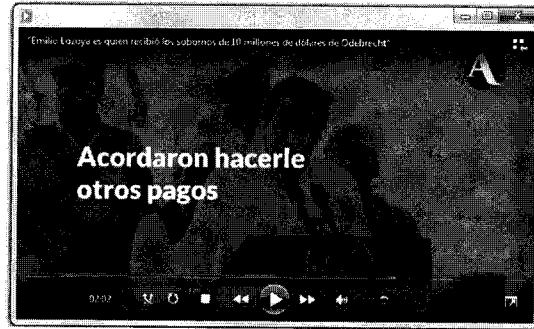 "Emilio Lozoya es quien recibió los sobornos de 10 millones de dólares de Odebrecht"
A
Acordaron hacerle
otros pagos
02:02